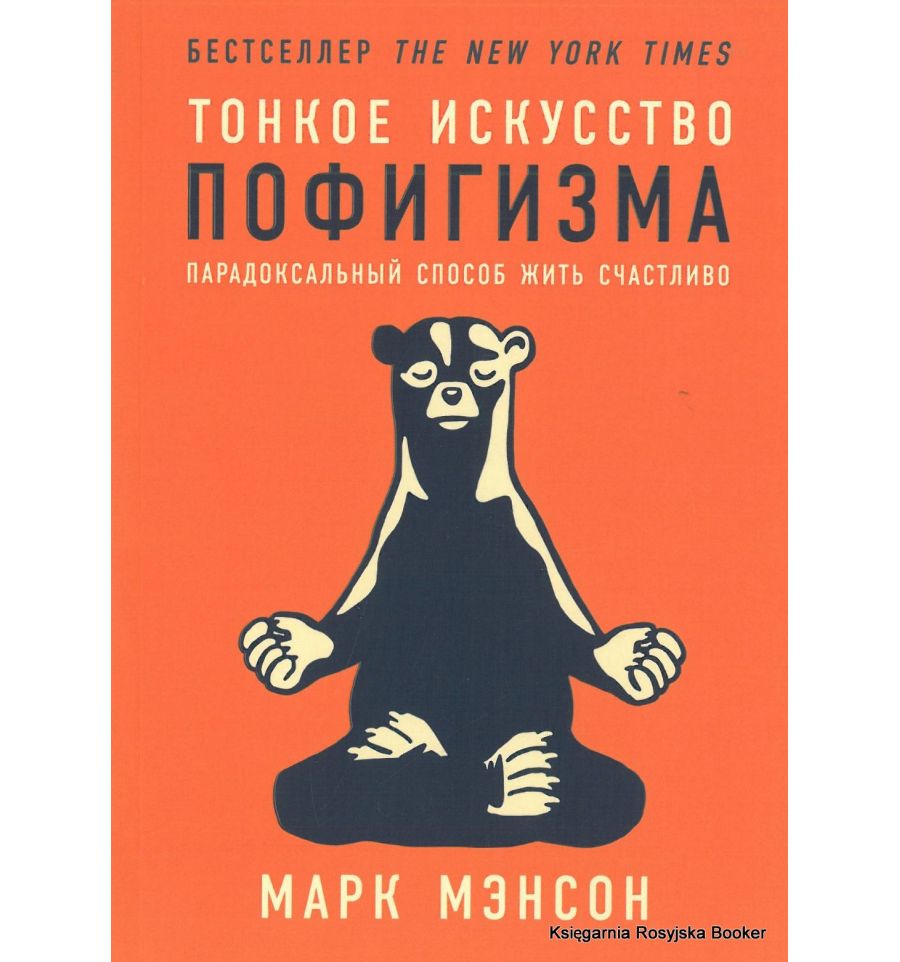 БЕСТСЕЛЛЕР THE NEW YORK TIMES
ТОНКОЕ ИСКУССТВО
ПОФИГИЗМА
ПАРАДОКСАЛЬНЫЙ СПОСОБ ЖИТЬ СЧАСТЛИВО
МАРК МЭНСОН
Księgarnia Rosyjska Booker